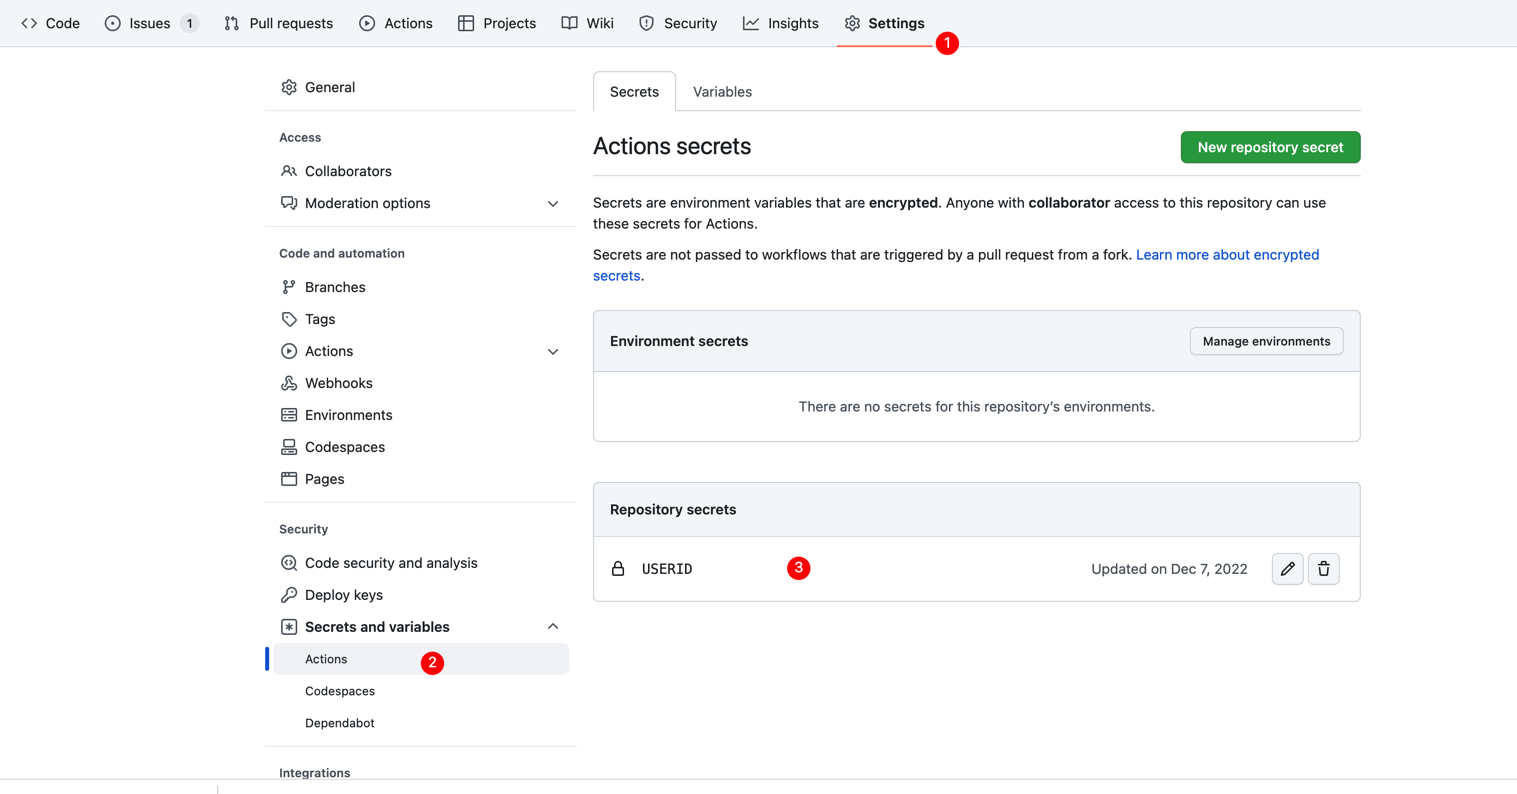 Code Issues 1 Pull requests Actions Projects Wiki Security Insights Settings
1
General
Access
Collaborators
Moderation options
Code and automation
Branches
Tags
Actions
Webhooks
Environments
Codespaces
Pages
Security
Code security and analysis
Deploy keys
Secrets and variables
Actions 2
Codespaces
Dependabot
Integrations
Secrets Variables
Actions secrets New repository secret
Secrets are environment variables that are encrypted. Anyone with collaborator access to this repository can use
these secrets for Actions.
Secrets are not passed to workflows that are triggered by a pull request from a fork. Learn more about encrypted
secrets.
Environment secrets Manage environments
There are no secrets for this repository’s environments.
Repository secrets
USERID 3 Updated on Dec 7, 2022